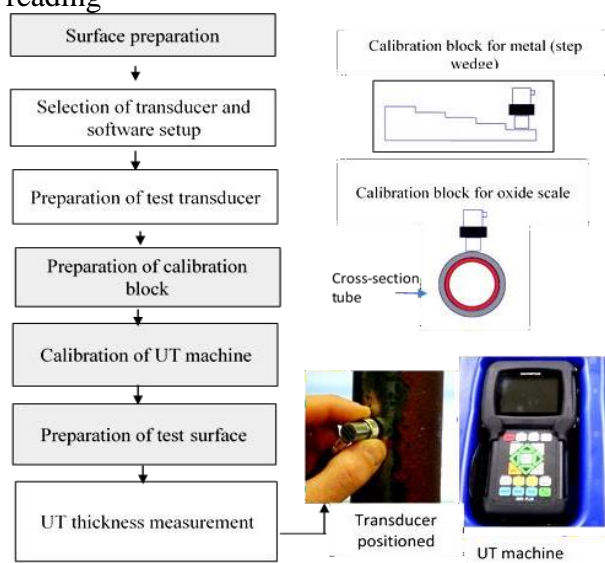 reading
Surface preparation
Selection of transducer and
software setup
Preparation of test transducer
Preparation of calibration
block
Calibration of UT machine
Preparation of test surface
UT thickness measurement
Calibration block for metal (step
wedge)
Calibration block for oxide scale
Cross-section
tube
Transducer
positioned
UT machine